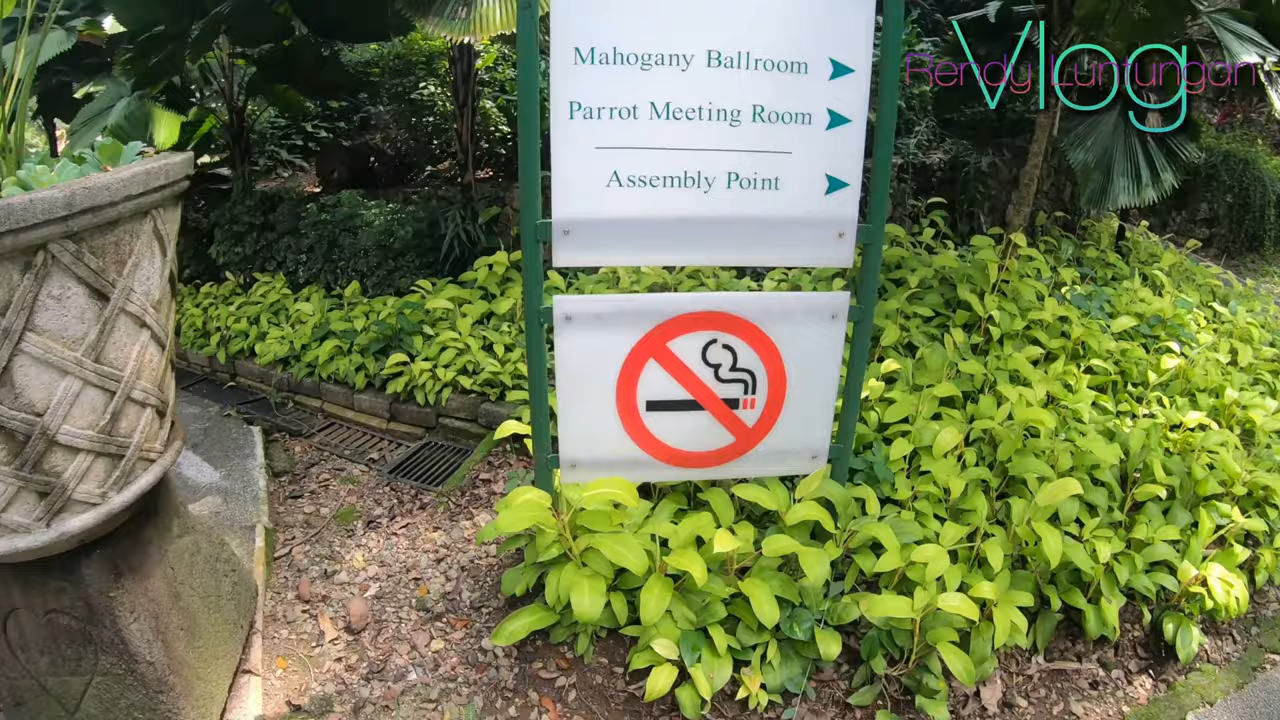 Mahogany Ballroom
Parrot Meeting Room
Assembly Point
Vlog
Rendy Luntungan